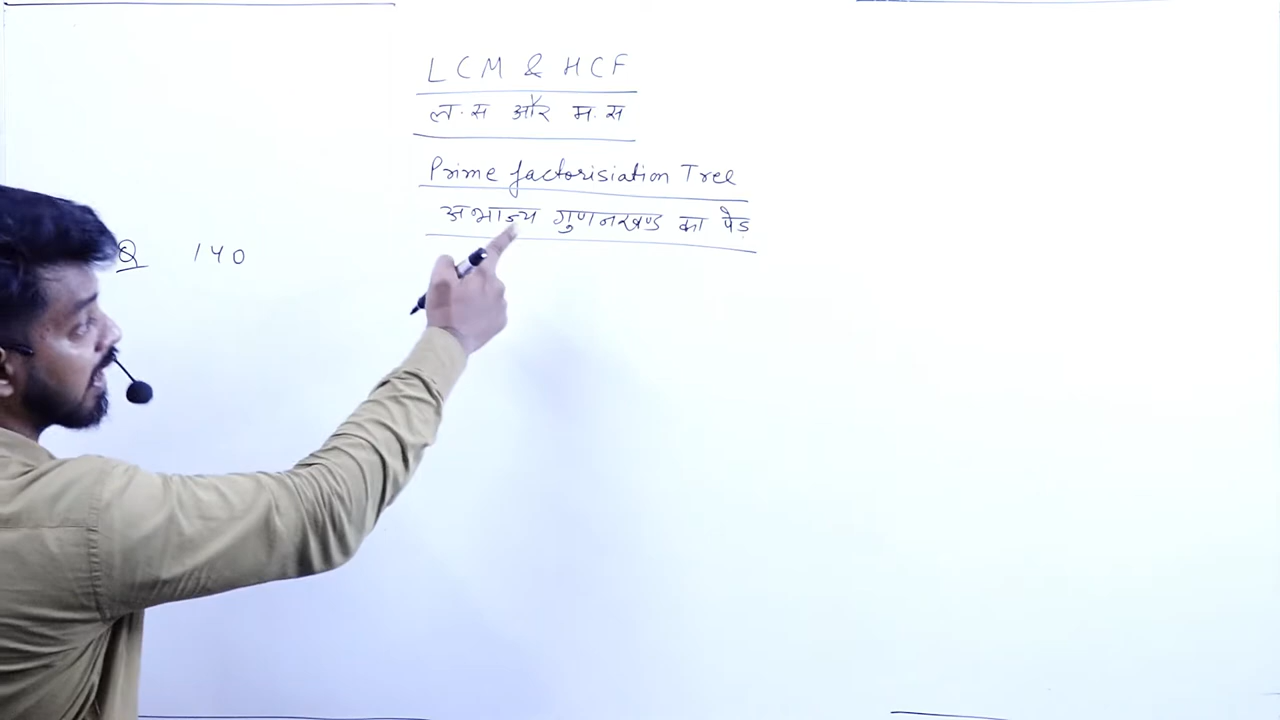 LCM & HCF
ल.स और म.स
Prime factorisiation Tree
अभाज्य गुणनखण्ड का पेड़
Q 140